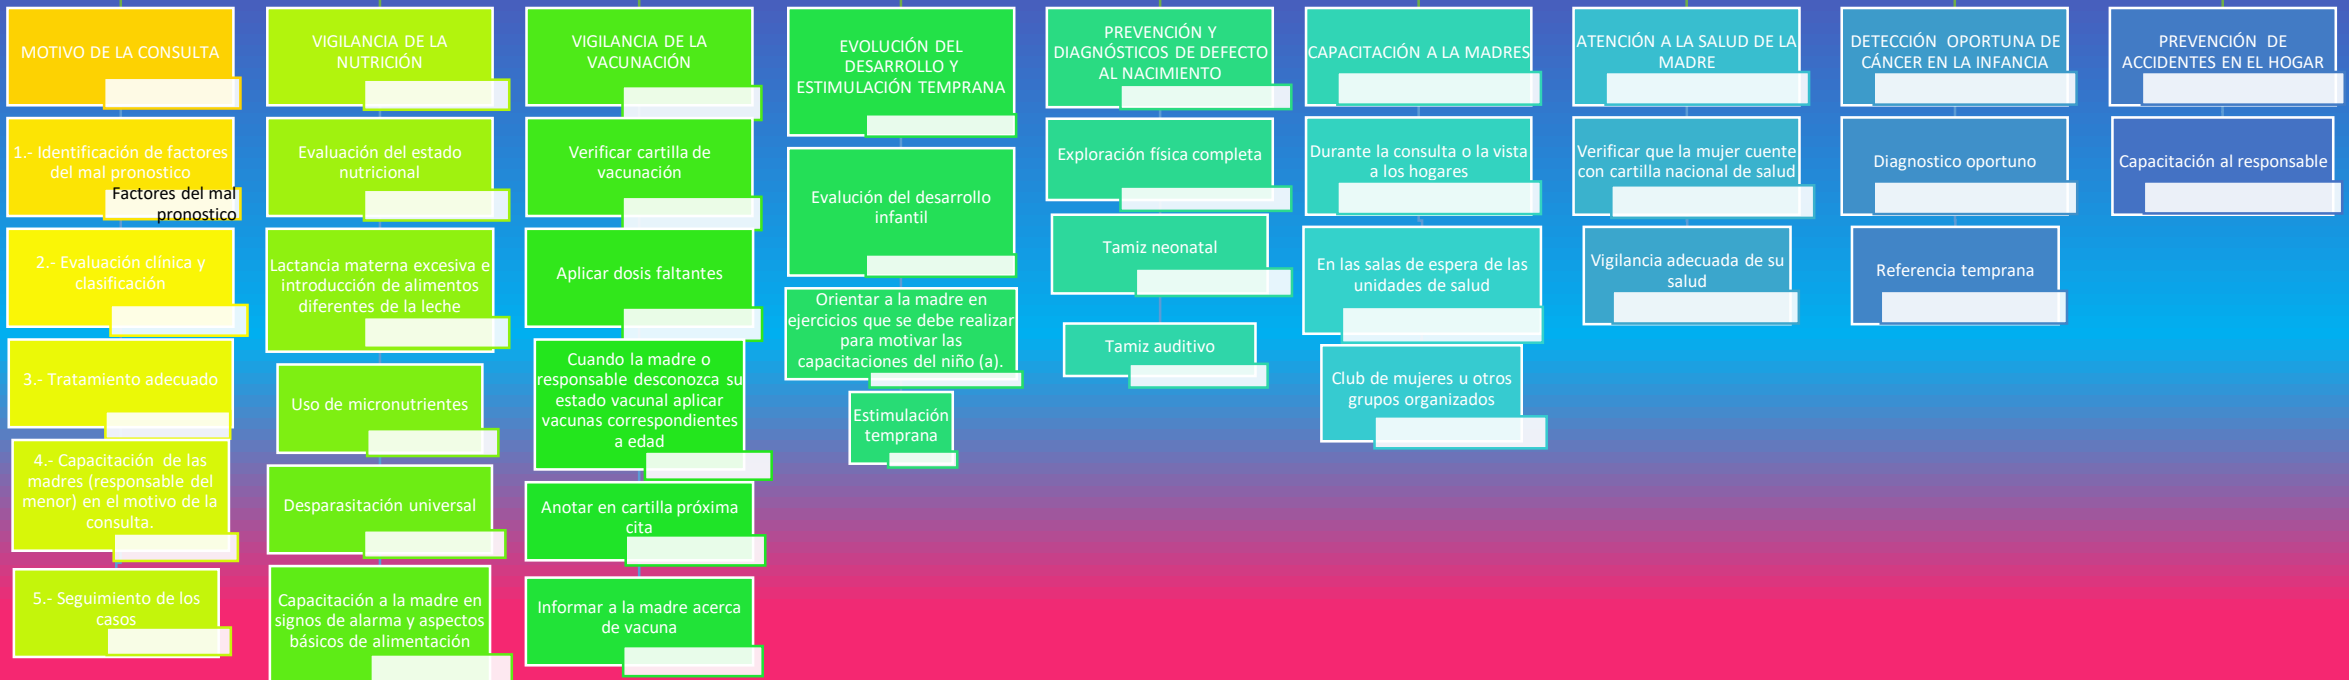 MOTIVO DE LA CONSULTA
1.- Identificación de factores
del mal pronostico
Factores del mal
pronostico
2.- Evaluación clínica y
clasificación
3.- Tratamiento adecuado
4.- Capacitación de las
madres (responsable del
menor) en el motivo de la
consulta.
5.- Seguimiento de los
casos
VIGILANCIA DE LA
NUTRICIÓN
Evaluación del estado
nutricional
Lactancia materna excesiva e
introducción de alimentos
diferentes de la leche
Uso de micronutrientes
Desparasitación universal
Capacitación a la madre en
signos de alarma y aspectos
básicos de alimentación
VIGILANCIA DE LA
VACUNACIÓN
Verificar cartilla de
vacunación
Aplicar dosis faltantes
Cuando la madre o
responsable desconozca su
estado vacunal aplicar
vacunas correspondientes
a edad
Anotar en cartilla próxima
cita
Informar a la madre acerca
de vacuna
EVOLUCIÓN DEL
DESARROLLO Y
ESTIMULACIÓN TEMPRANA
Evalución del desarrollo
infantil
Orientar a la madre en
ejercicios que se debe realizar
para motivar las
capacitaciones del niño (a).
Estimulación
temprana
PREVENCIÓN Y
DIAGNÓSTICOS DE DEFECTO
AL NACIMIENTO
Exploración física completa
Tamiz neonatal
Tamiz auditivo
CAPACITACIÓN A LA MADRES
Durante la consulta o la vista
a los hogares
En las salas de espera de las
unidades de salud
Club de mujeres u otros
grupos organizados
ATENCIÓN A LA SALUD DE LA
MADRE
Verificar que la mujer cuente
con cartilla nacional de salud
Vigilancia adecuada de su
salud
DETECCIÓN OPORTUNA DE
CÁNCER EN LA INFANCIA
Diagnostico oportuno
Referencia temprana
PREVENCIÓN DE
ACCIDENTES EN EL HOGAR
Capacitación al responsable